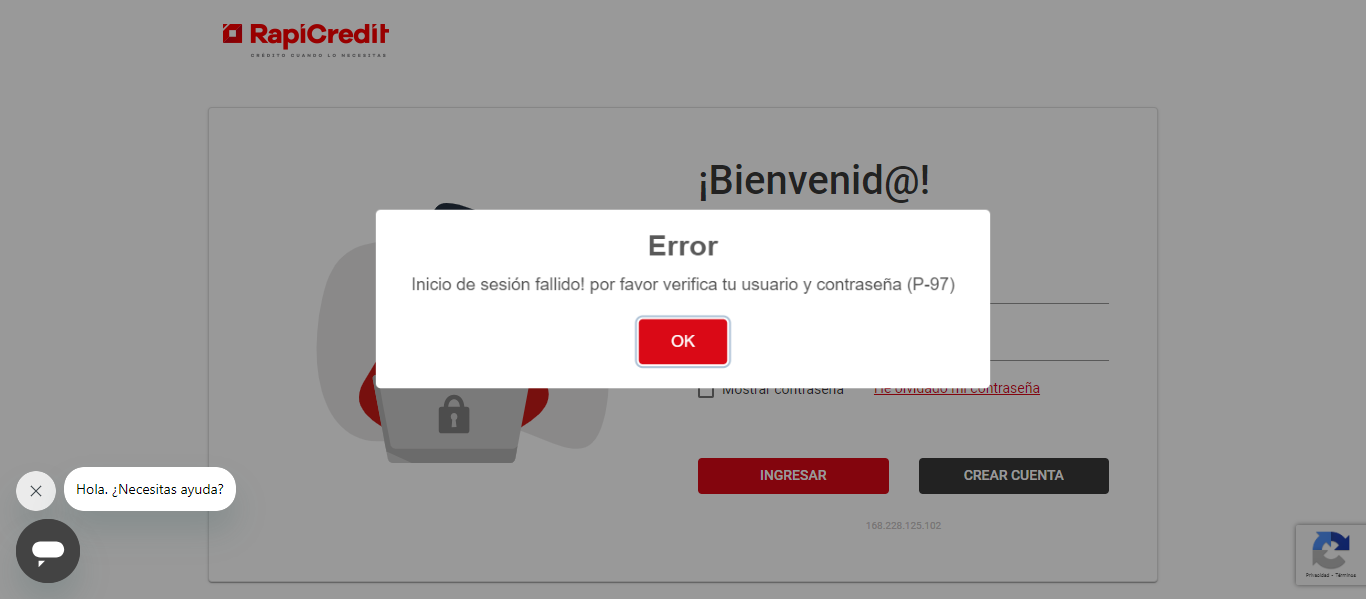 RapiCredit
CRÉDITO CUANDO LO NECESITAS
¡Bienvenid@!
Error
Inicio de sesión fallido! por favor verifica tu usuario y contraseña (P-97)
OK
Mostrar contraseña
He olvidado mi contraseña
INGRESAR
CREAR CUENTA
Hola. ¿Necesitas ayuda?
168.228.125.102
Privacidad - Términos